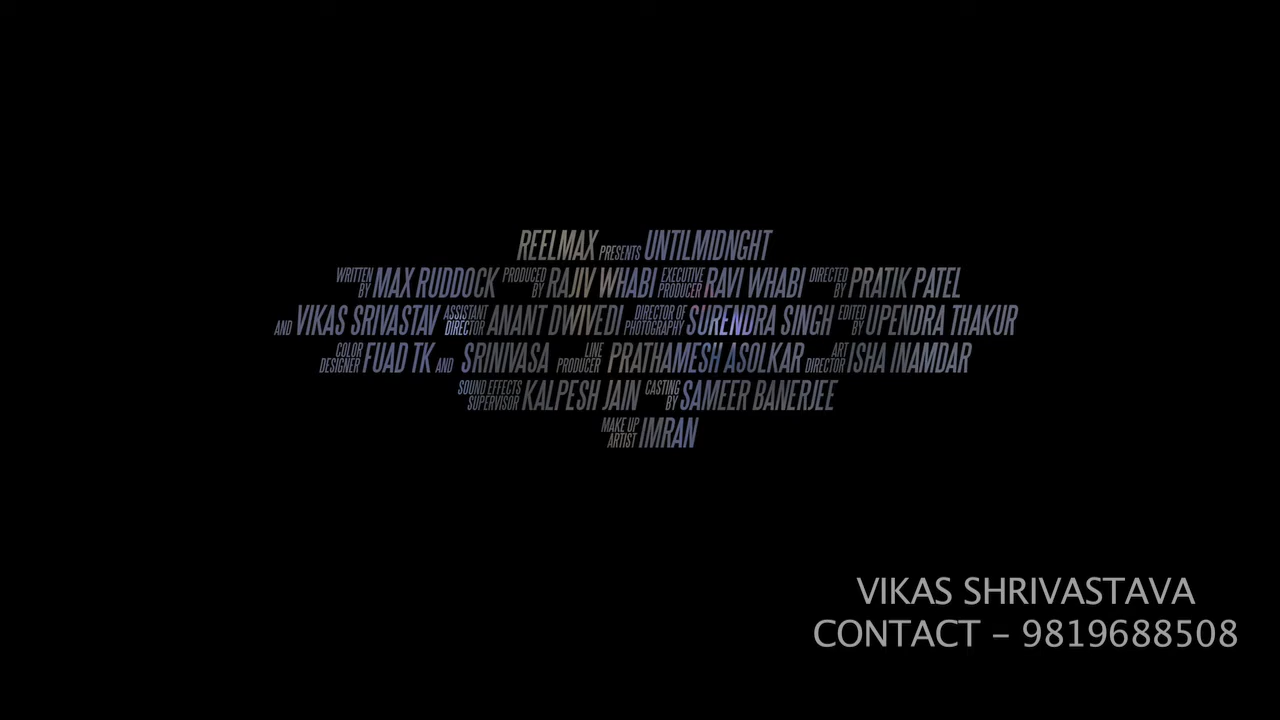 REELMAX PRESENTS UNTILMIDNGHT
WRITTEN BY MAX RUDDOCK PRODUCED BY RAJIV WHABI EXECUTIVE PRODUCER RAVI WHABI DIRECTED BY PRATIK PATEL
AND VIKAS SRIVASTAV ASSISTANT DIRECTOR ANANT DWIVEDI DIRECTOR OF PHOTOGRAPHY SURENDRA SINGH EDITED BY UPENDRA THAKUR
COLOR DESIGNER FUAD TK AND SRINIVASA LINE PRODUCER PRATHAMESH ASOLKAR ART DIRECTOR ISHA INAMDAR
SOUND EFFECTS SUPERVISOR KALPESH JAIN CASTING BY SAMEER BANERJEE
MAKE UP ARTIST IMRAN
VIKAS SHRIVASTAVA
CONTACT – 9819688508